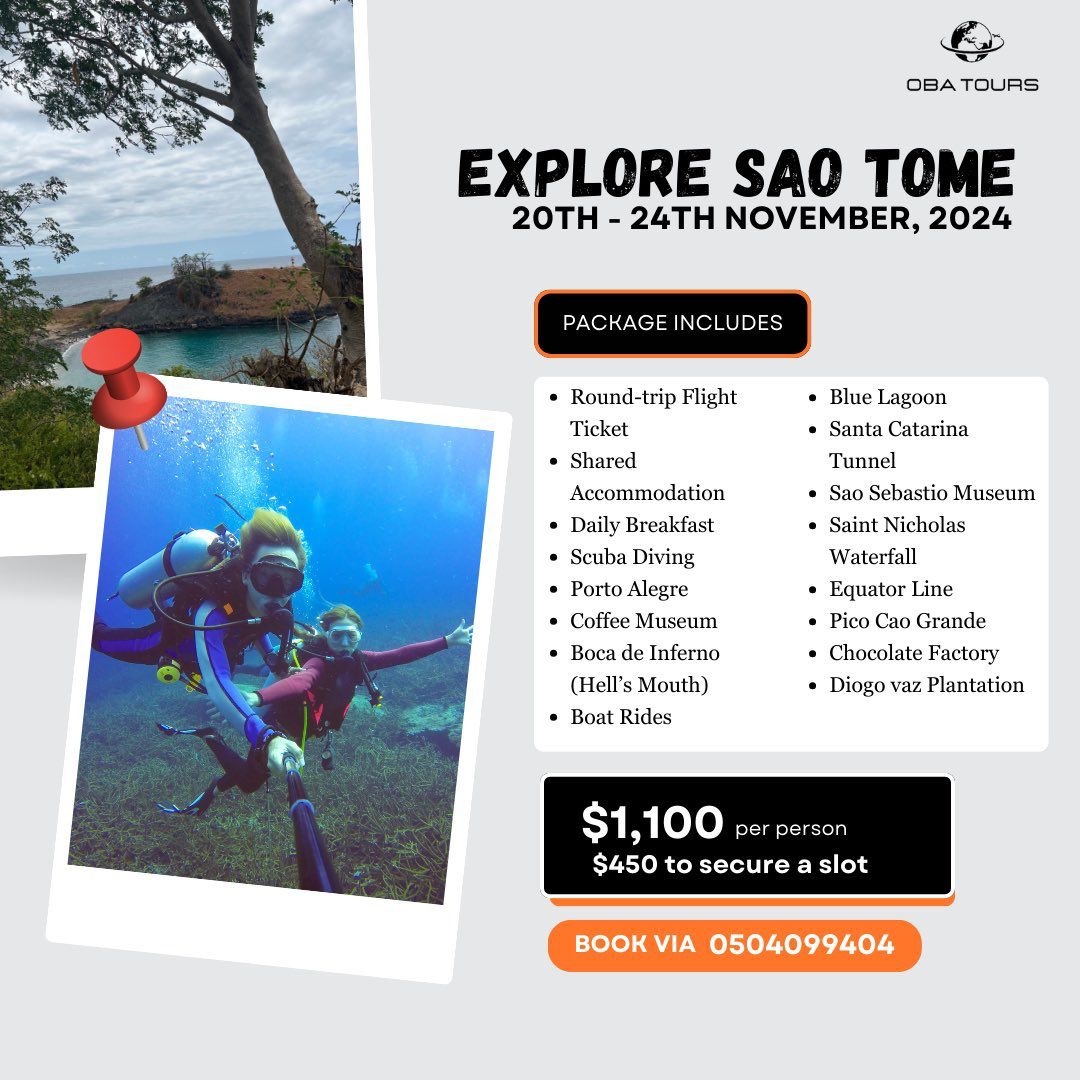 OBA TOURS
EXPLORE SAO TOME
20TH - 24TH NOVEMBER, 2024
PACKAGE INCLUDES
• Round-trip Flight
Ticket
• Shared
Accommodation
• Daily Breakfast
• Scuba Diving
• Porto Alegre
• Coffee Museum
• Boca de Inferno
(Hell's Mouth)
• Boat Rides
• Blue Lagoon
• Santa Catarina
Tunnel
• Sao Sebastio Museum
• Saint Nicholas
Waterfall
• Equator Line
• Pico Cao Grande
• Chocolate Factory
• Diogo vaz Plantation
$1,100 per person
$450 to secure a slot
BOOK VIA 0504099404